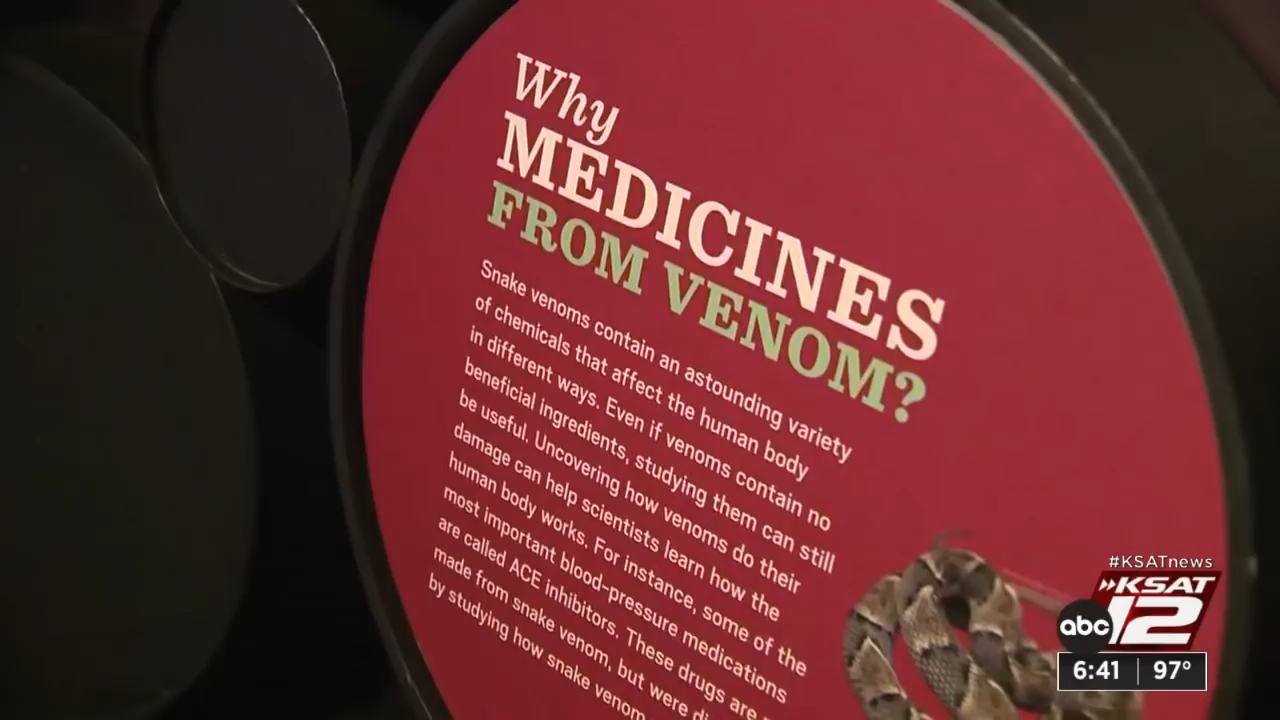 Why
MEDICINES
FROM VENOM?
Snake venoms contain an astounding variety
of chemicals that affect the human body
in different ways. Even if venoms contain no
beneficial ingredients, studying them can still
be useful. Uncovering how venoms do their
damage can help scientists learn how the
human body works. For instance, some of the
most important blood-pressure medications
are called ACE inhibitors. These drugs are
made from snake venom, but were
by studying how snake venom
#KSATnews
KSAT
abc 12
6:41 97°